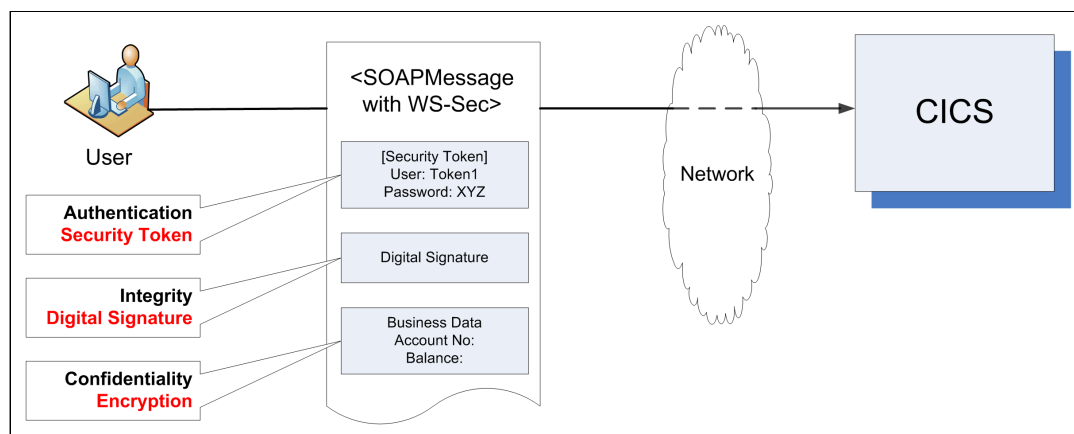 <SOAPMessage
with WS-Sec>
User
[Security Token]
User: Token1
Password: XYZ
Authentication
Security Token
Digital Signature
Integrity
Digital Signature
Business Data
Account No:
Balance:
Confidentiality
Encryption
Network
CICS